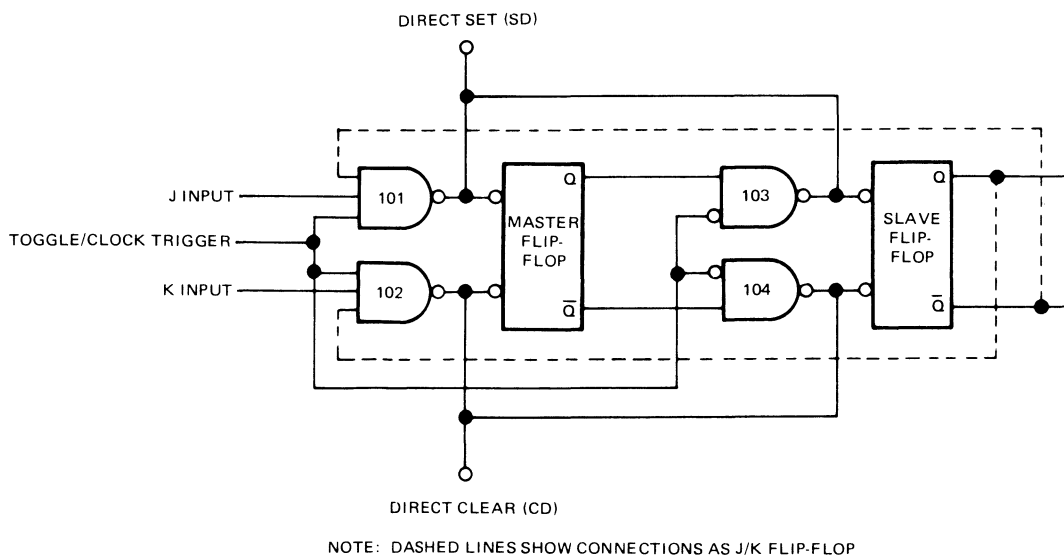 DIRECT SET (SD)
J INPUT
TOGGLE/CLOCK TRIGGER
K INPUT
101
102
Q
MASTER
FLIP-
FLOP
Q̅
103
104
Q
SLAVE
FLIP-
FLOP
Q̅
DIRECT CLEAR (CD)
NOTE: DASHED LINES SHOW CONNECTIONS AS J/K FLIP-FLOP